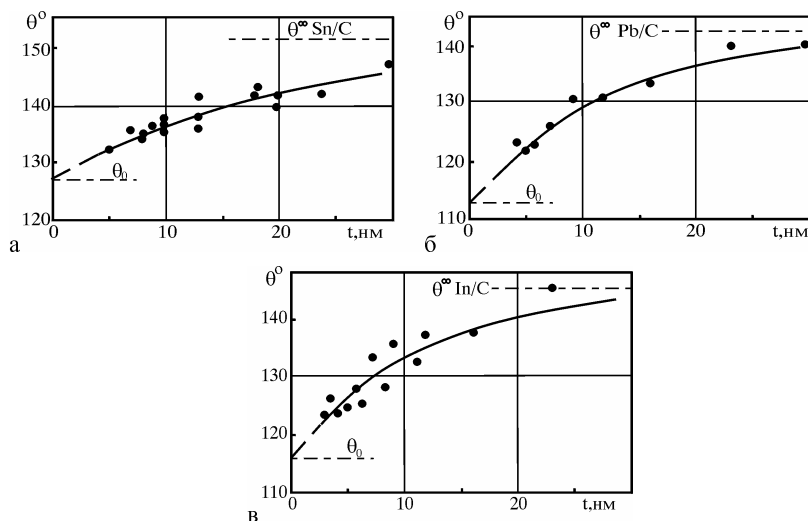 θ° θ∞ Sn/C
150
140
130
θ₀
120
0 10 20 t,нм
а
θ° θ∞ Pb/C
140
130
120
θ₀
110
0 10 20 t,нм
б
θ° θ∞ In/C
140
130
120
θ₀
110
0 10 20 t,нм
в